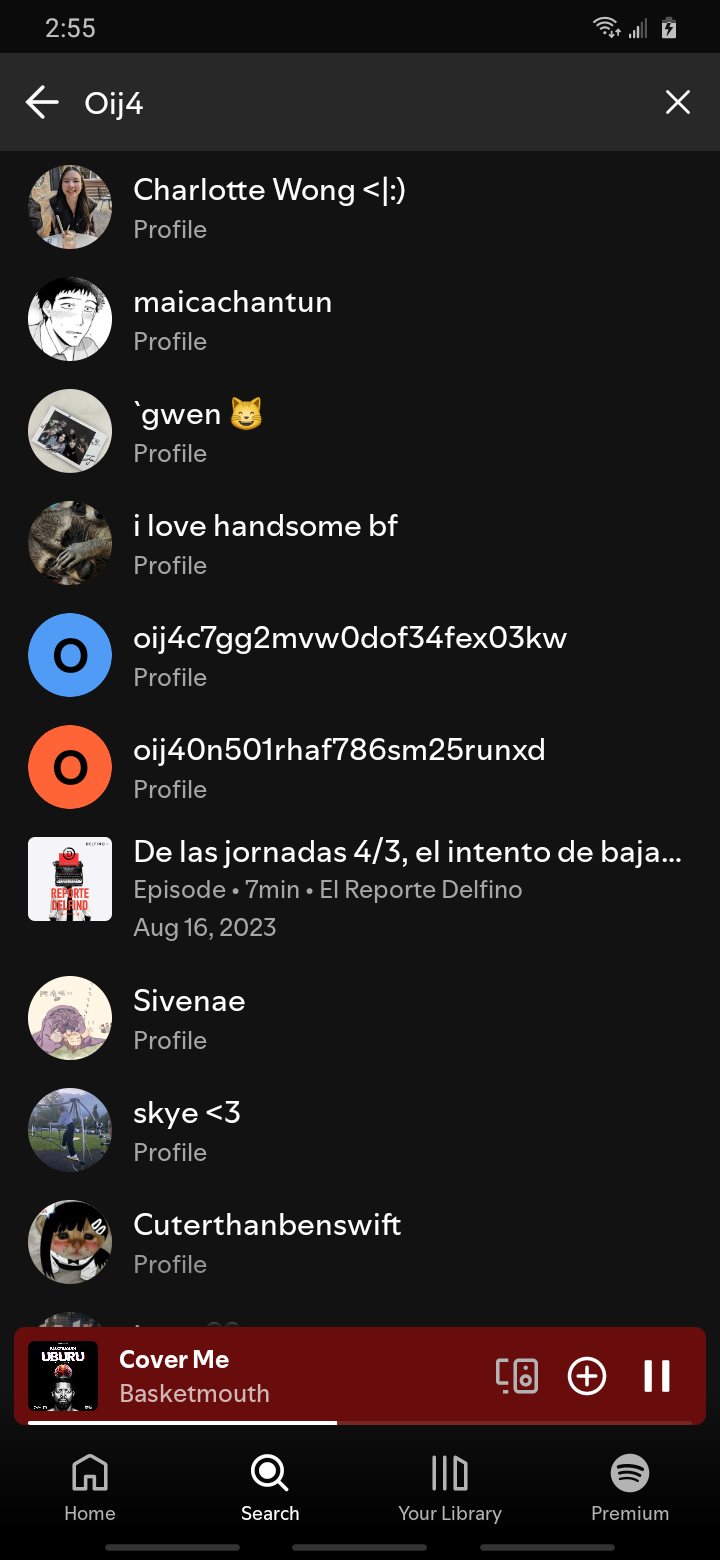 2:55
Oij4
Charlotte Wong <|:)
Profile
maicachantun
Profile
`gwen 😸
Profile
i love handsome bf
Profile
O
oij4c7gg2mvw0dof34fex03kw
Profile
O
oij40n501rhaf786sm25runxd
Profile
DELFINO
REPORTE
DELFINO
De las jornadas 4/3, el intento de baja...
Episode • 7min • El Reporte Delfino
Aug 16, 2023
Sivenae
Profile
skye <3
Profile
Cuterthanbenswift
Profile
UBURU
Cover Me
Basketmouth
Home
Search
Your Library
Premium